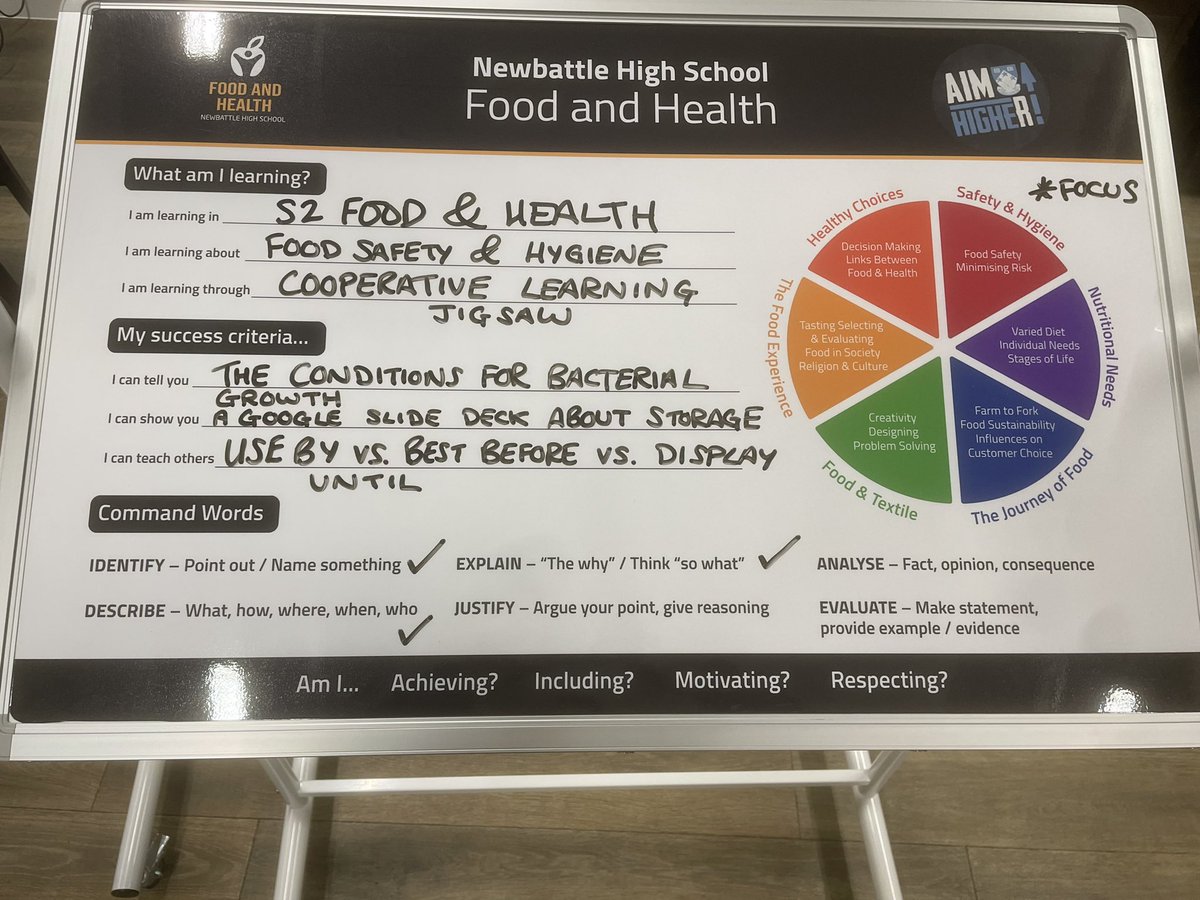 FOOD AND
HEALTH
NEWBATTLE HIGH SCHOOL
Newbattle High School
Food and Health
AIM
HIGHER!
What am I learning?
I am learning in S2 FOOD & HEALTH
I am learning about FOOD SAFETY & HYGIENE
I am learning through COOPERATIVE LEARNING
JIGSAW
My success criteria...
I can tell you THE CONDITIONS FOR BACTERIAL
GROWTH
I can show you A GOOGLE SLIDE DECK ABOUT STORAGE
I can teach others USE BY VS. BEST BEFORE VS. DISPLAY
UNTIL
*FOCUS
Healthy Choices
Decision Making
Links Between
Food & Health
Safety & Hygiene
Food Safety
Minimising Risk
The Food Experience
Tasting Selecting
& Evaluating
Food in Society
Religion & Culture
Nutritional Needs
Varied Diet
Individual Needs
Stages of Life
Food & Textile
Creativity
Designing
Problem Solving
The Journey of Food
Farm to Fork
Food Sustainability
Influences on
Customer Choice
Command Words
IDENTIFY – Point out / Name something ✓ EXPLAIN – “The why” / Think “so what” ✓ ANALYSE – Fact, opinion, consequence
DESCRIBE – What, how, where, when, who ✓ JUSTIFY – Argue your point, give reasoning EVALUATE – Make statement,
provide example / evidence
Am I... Achieving? Including? Motivating? Respecting?